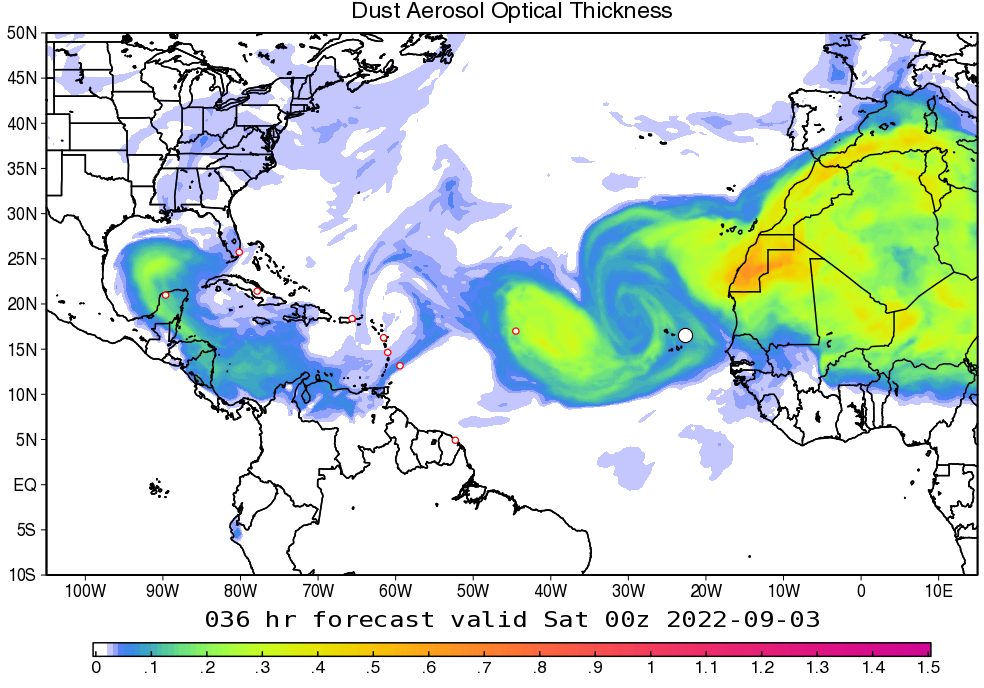 Dust Aerosol Optical Thickness
50N
45N
40N
35N
30N
25N
20N
15N
10N
5N
EQ
5S
10S
100W 90W 80W 70W 60W 50W 40W 30W 20W 10W 0 10E
036 hr forecast valid Sat 00z 2022-09-03
0 .1 .2 .3 .4 .5 .6 .7 .8 .9 1 1.1 1.2 1.3 1.4 1.5